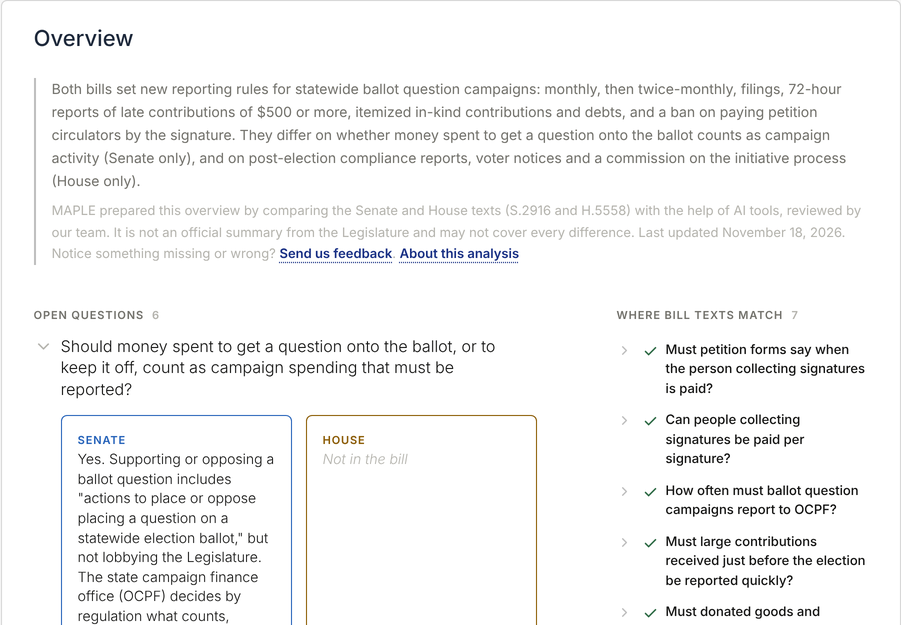 Overview
Both bills set new reporting rules for statewide ballot question campaigns: monthly, then twice-monthly, filings, 72-hour
reports of late contributions of $500 or more, itemized in-kind contributions and debts, and a ban on paying petition
circulators by the signature. They differ on whether money spent to get a question onto the ballot counts as campaign
activity (Senate only), and on post-election compliance reports, voter notices and a commission on the initiative process
(House only).
MAPLE prepared this overview by comparing the Senate and House texts (S.2916 and H.5558) with the help of AI tools, reviewed by
our team. It is not an official summary from the Legislature and may not cover every difference. Last updated November 18, 2026.
Notice something missing or wrong? Send us feedback. About this analysis
OPEN QUESTIONS 6
Should money spent to get a question onto the ballot, or to
keep it off, count as campaign spending that must be
reported?
SENATE
Yes. Supporting or opposing a
ballot question includes
"actions to place or oppose
placing a question on a
statewide election ballot," but
not lobbying the Legislature.
The state campaign finance
office (OCPF) decides by
regulation what counts,
HOUSE
Not in the bill
WHERE BILL TEXTS MATCH 7
Must petition forms say when
the person collecting signatures
is paid?
Can people collecting
signatures be paid per
signature?
How often must ballot question
campaigns report to OCPF?
Must large contributions
received just before the election
be reported quickly?
Must donated goods and